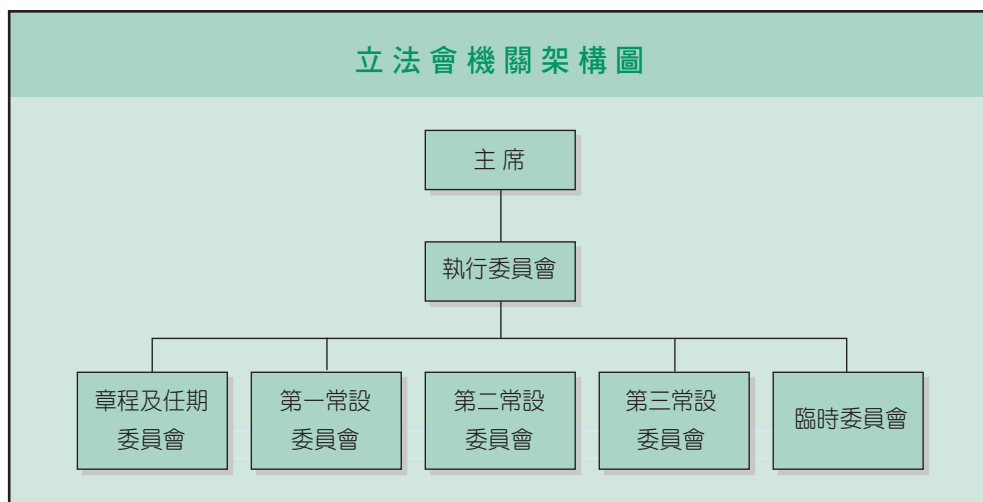 立法會機關架構圖
主席
執行委員會
章程及任期
委員會
第一常設
委員會
第二常設
委員會
第三常設
委員會
臨時委員會